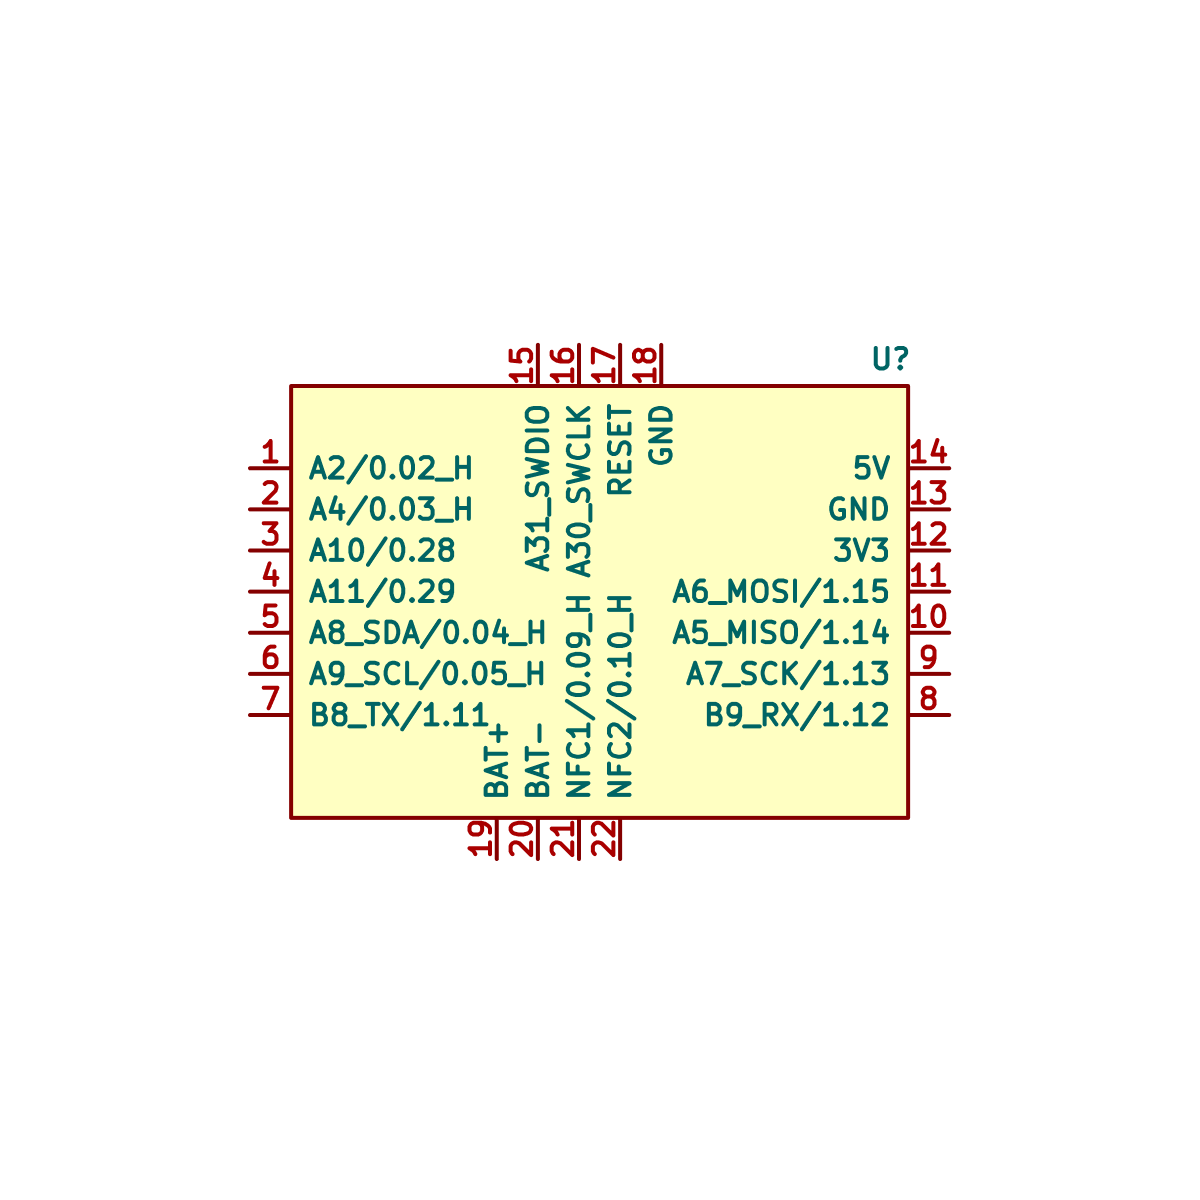 U?
15 16 17 18
A31_SWDIO
A30_SWCLK
RESET
GND
1 A2/0.02_H
2 A4/0.03_H
3 A10/0.28
4 A11/0.29
5 A8_SDA/0.04_H
6 A9_SCL/0.05_H
7 B8_TX/1.11
5V 14
GND 13
3V3 12
A6_MOSI/1.15 11
A5_MISO/1.14 10
A7_SCK/1.13 9
B9_RX/1.12 8
BAT+
BAT-
NFC1/0.09_H
NFC2/0.10_H
19 20 21 22